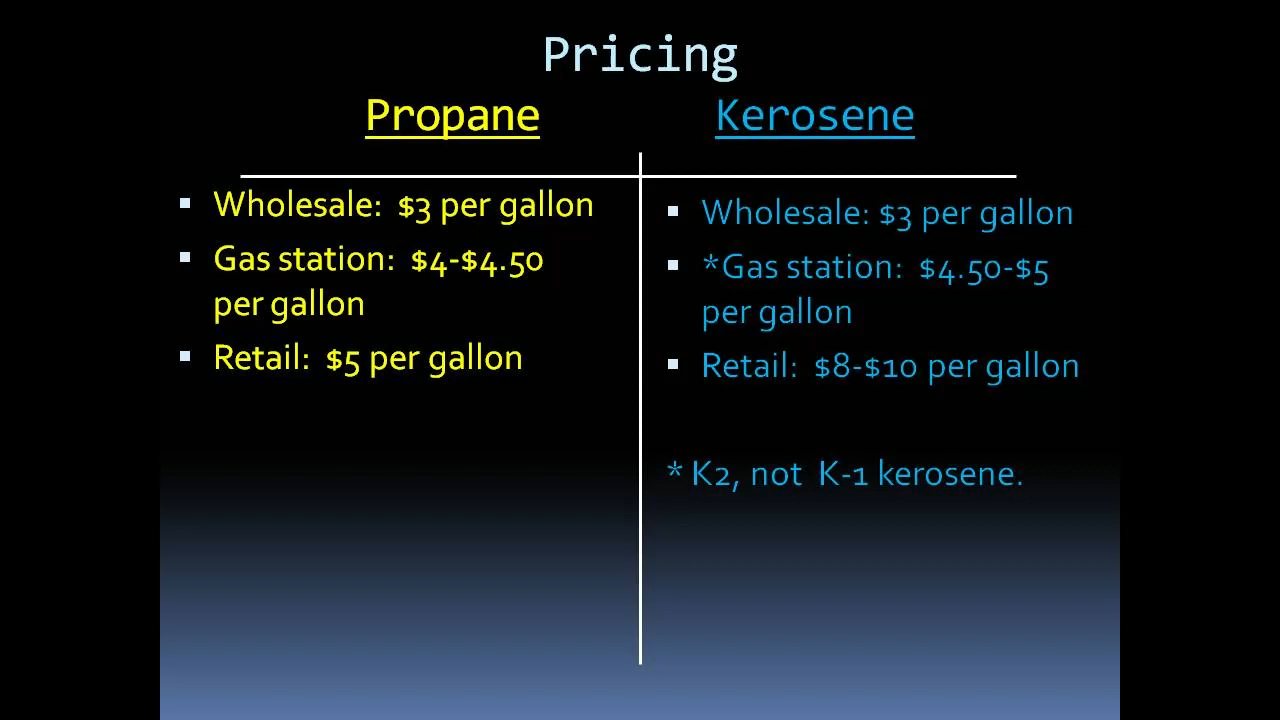 Pricing
Propane
Wholesale:  $3 per gallon
Gas station:  $4-$4.50
per gallon
Retail:  $5 per gallon
Kerosene
Wholesale: $3 per gallon
*Gas station:  $4.50-$5
per gallon
Retail:  $8-$10 per gallon
* K2, not  K-1 kerosene.